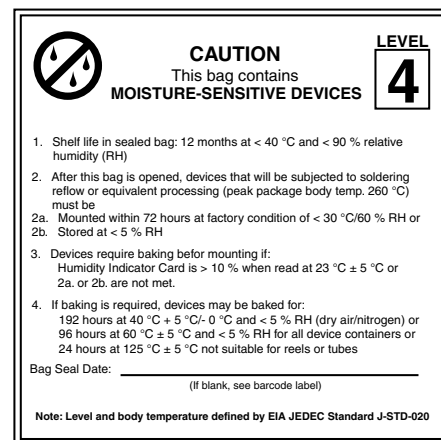 LEVEL
CAUTION
This bag contains
MOISTURE-SENSITIVE DEVICES
4
1. Shelf life in sealed bag: 12 months at < 40 °C and < 90 % relative
humidity (RH)
2. After this bag is opened, devices that will be subjected to soldering
reflow or equivalent processing (peak package body temp. 260 °C)
must be
2a. Mounted within 72 hours at factory condition of < 30 °C/60 % RH or
2b. Stored at < 5 % RH
3. Devices require baking befor mounting if:
Humidity Indicator Card is > 10 % when read at 23 °C ± 5 °C or
2a. or 2b. are not met.
4. If baking is required, devices may be baked for:
192 hours at 40 °C + 5 °C/- 0 °C and < 5 % RH (dry air/nitrogen) or
96 hours at 60 °C ± 5 °C and < 5 % RH for all device containers or
24 hours at 125 °C ± 5 °C not suitable for reels or tubes
Bag Seal Date:
(If blank, see barcode label)
Note: Level and body temperature defined by EIA JEDEC Standard J-STD-020